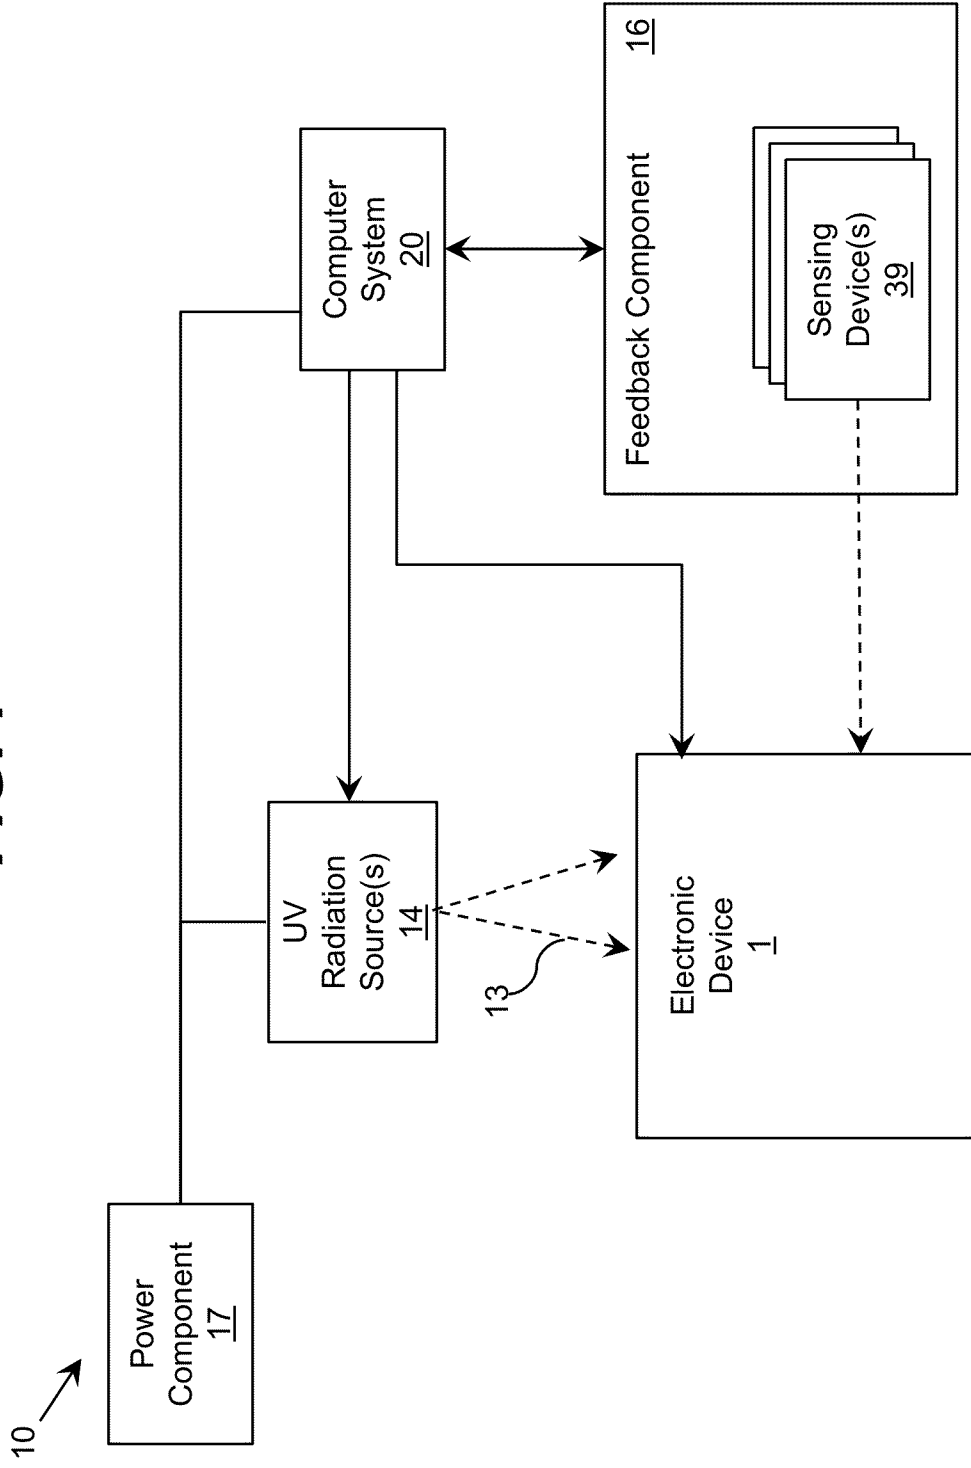 10
Power
Component
17
UV
Radiation
Source(s)
14
13
Computer
System
20
Electronic
Device
1
Feedback Component
16
Sensing
Device(s)
39